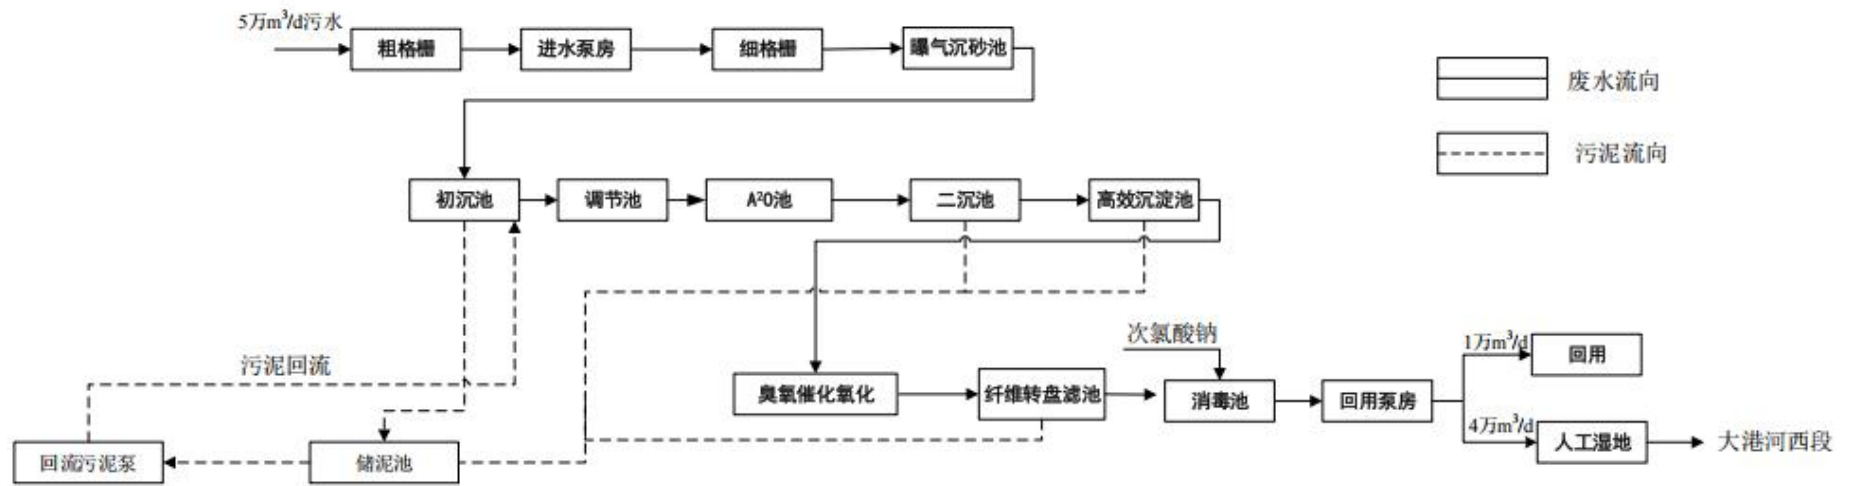 5万m³/d污水
粗格栅
进水泵房
细格栅
曝气沉砂池
废水流向
污泥流向
初沉池
调节池
A²O池
二沉池
高效沉淀池
污泥回流
次氯酸钠
1万m³/d
回用
臭氧催化氧化
纤维转盘滤池
消毒池
回用泵房
4万m³/d
人工湿地
大港河西段
回流污泥泵
储泥池